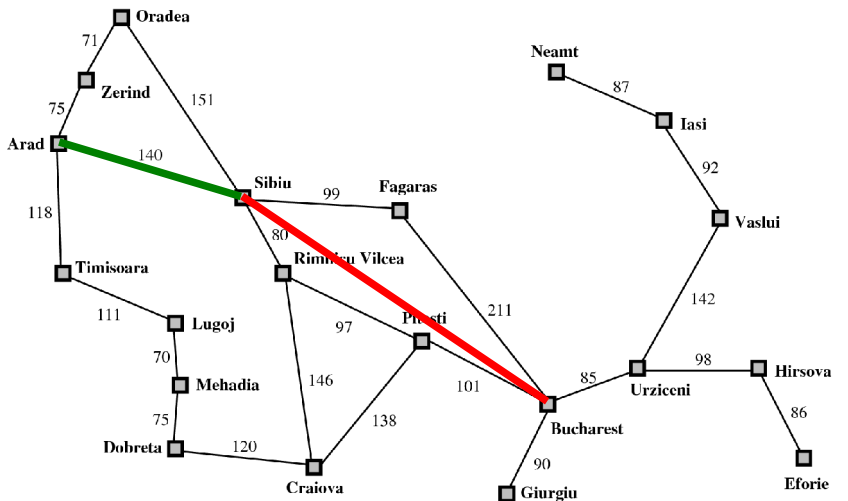 Oradea
71
Neamt
87
Zerind
151
75
Iasi
Arad
140
92
Sibiu
99
Fagaras
118
80
Vaslui
Timisoara
Rimnicu Vilcea
142
111
211
Lugoj
97
Pitesti
70
98
Hirsova
146
101
85
Mehadia
Urziceni
75
138
86
Bucharest
120
Dobreta
90
Craiova
Eforie
Giurgiu